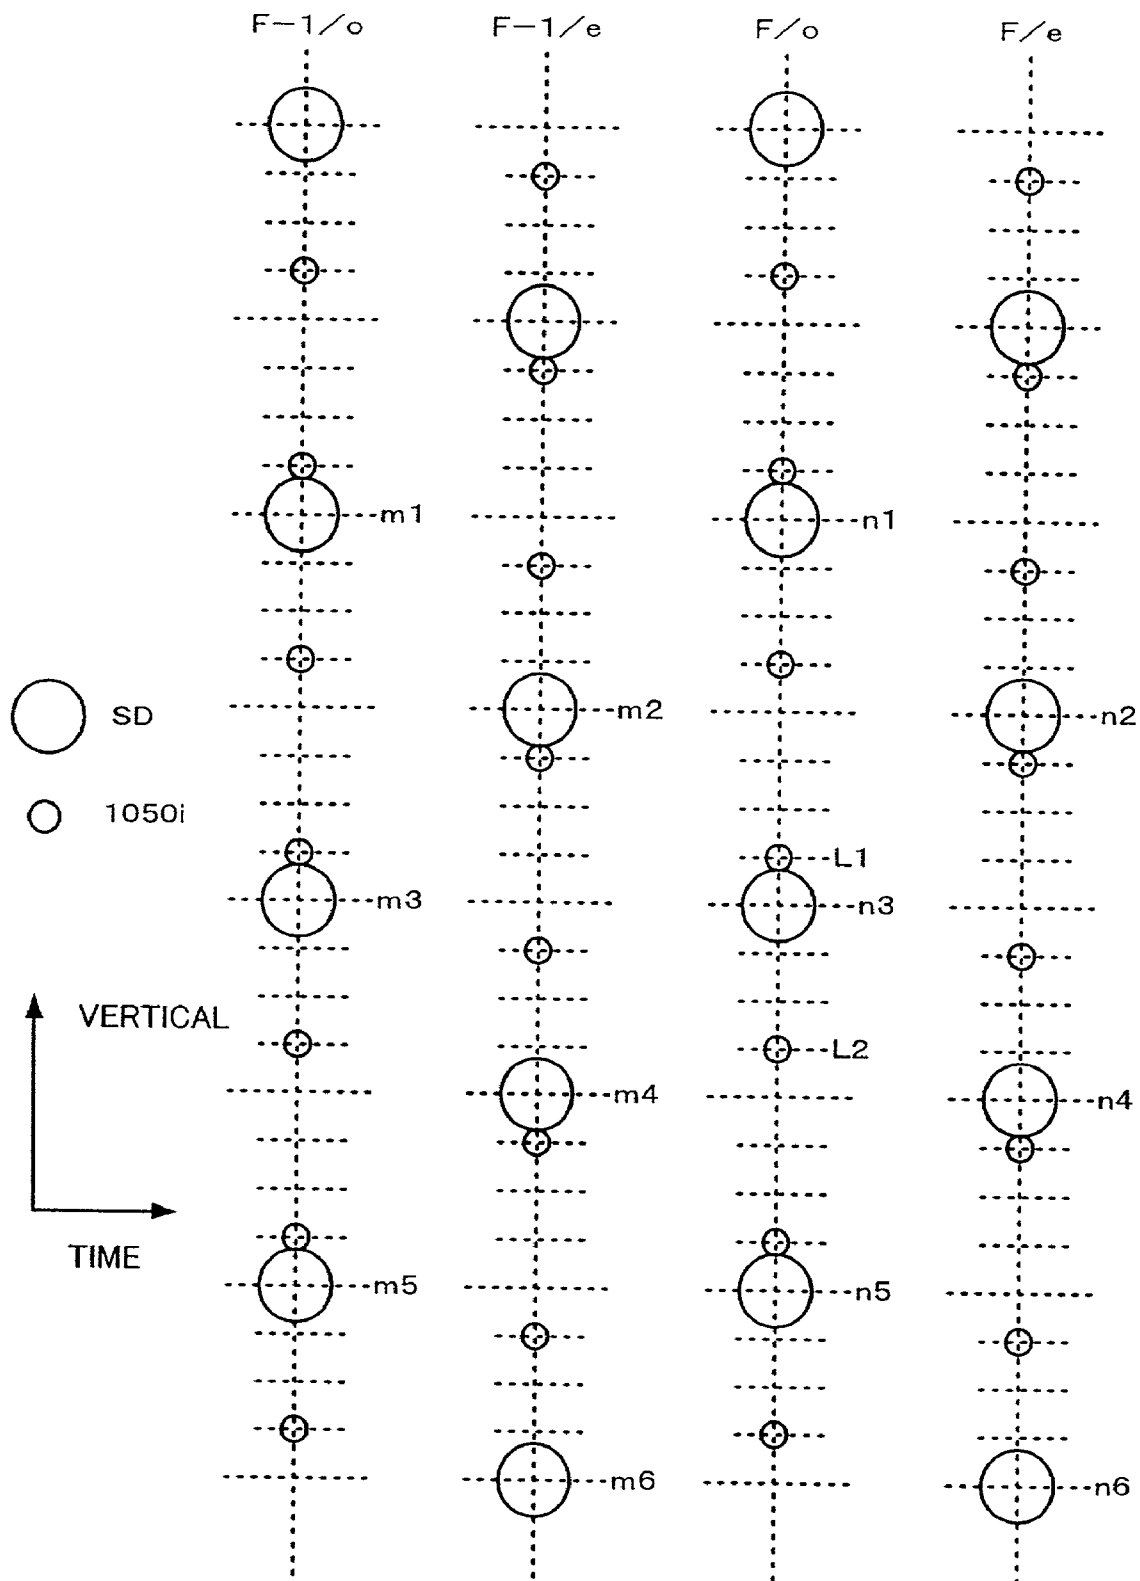 F-1/o F-1/e F/o F/e
m1 n1
SD m2 n2
1050i
L1
m3 n3
VERTICAL
L2
m4 n4
TIME
m5 n5
m6 n6